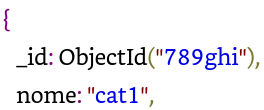 {
_id: ObjectId("789ghi"),
nome: "cat1",